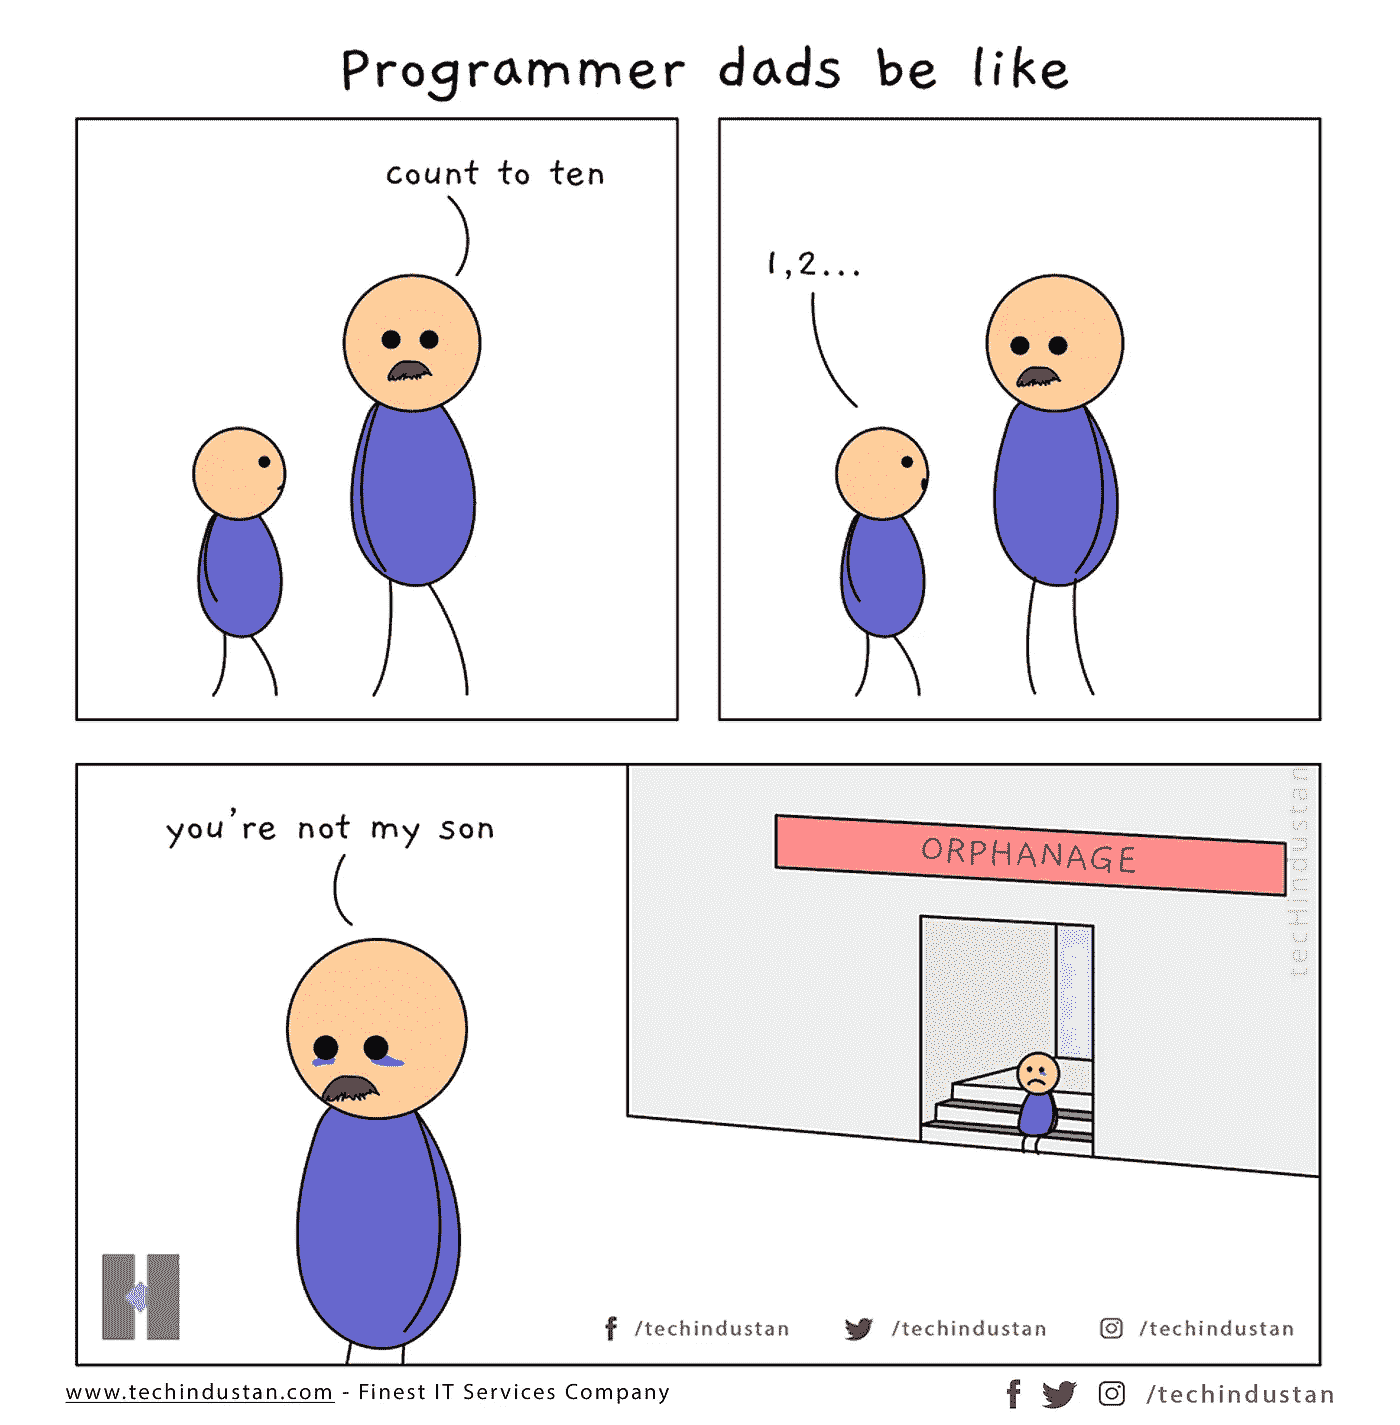 Programmer dads be like
count to ten
1,2...
you're not my son
ORPHANAGE
tecHindustan
/techindustan
/techindustan
/techindustan
www.techindustan.com - Finest IT Services Company
/techindustan